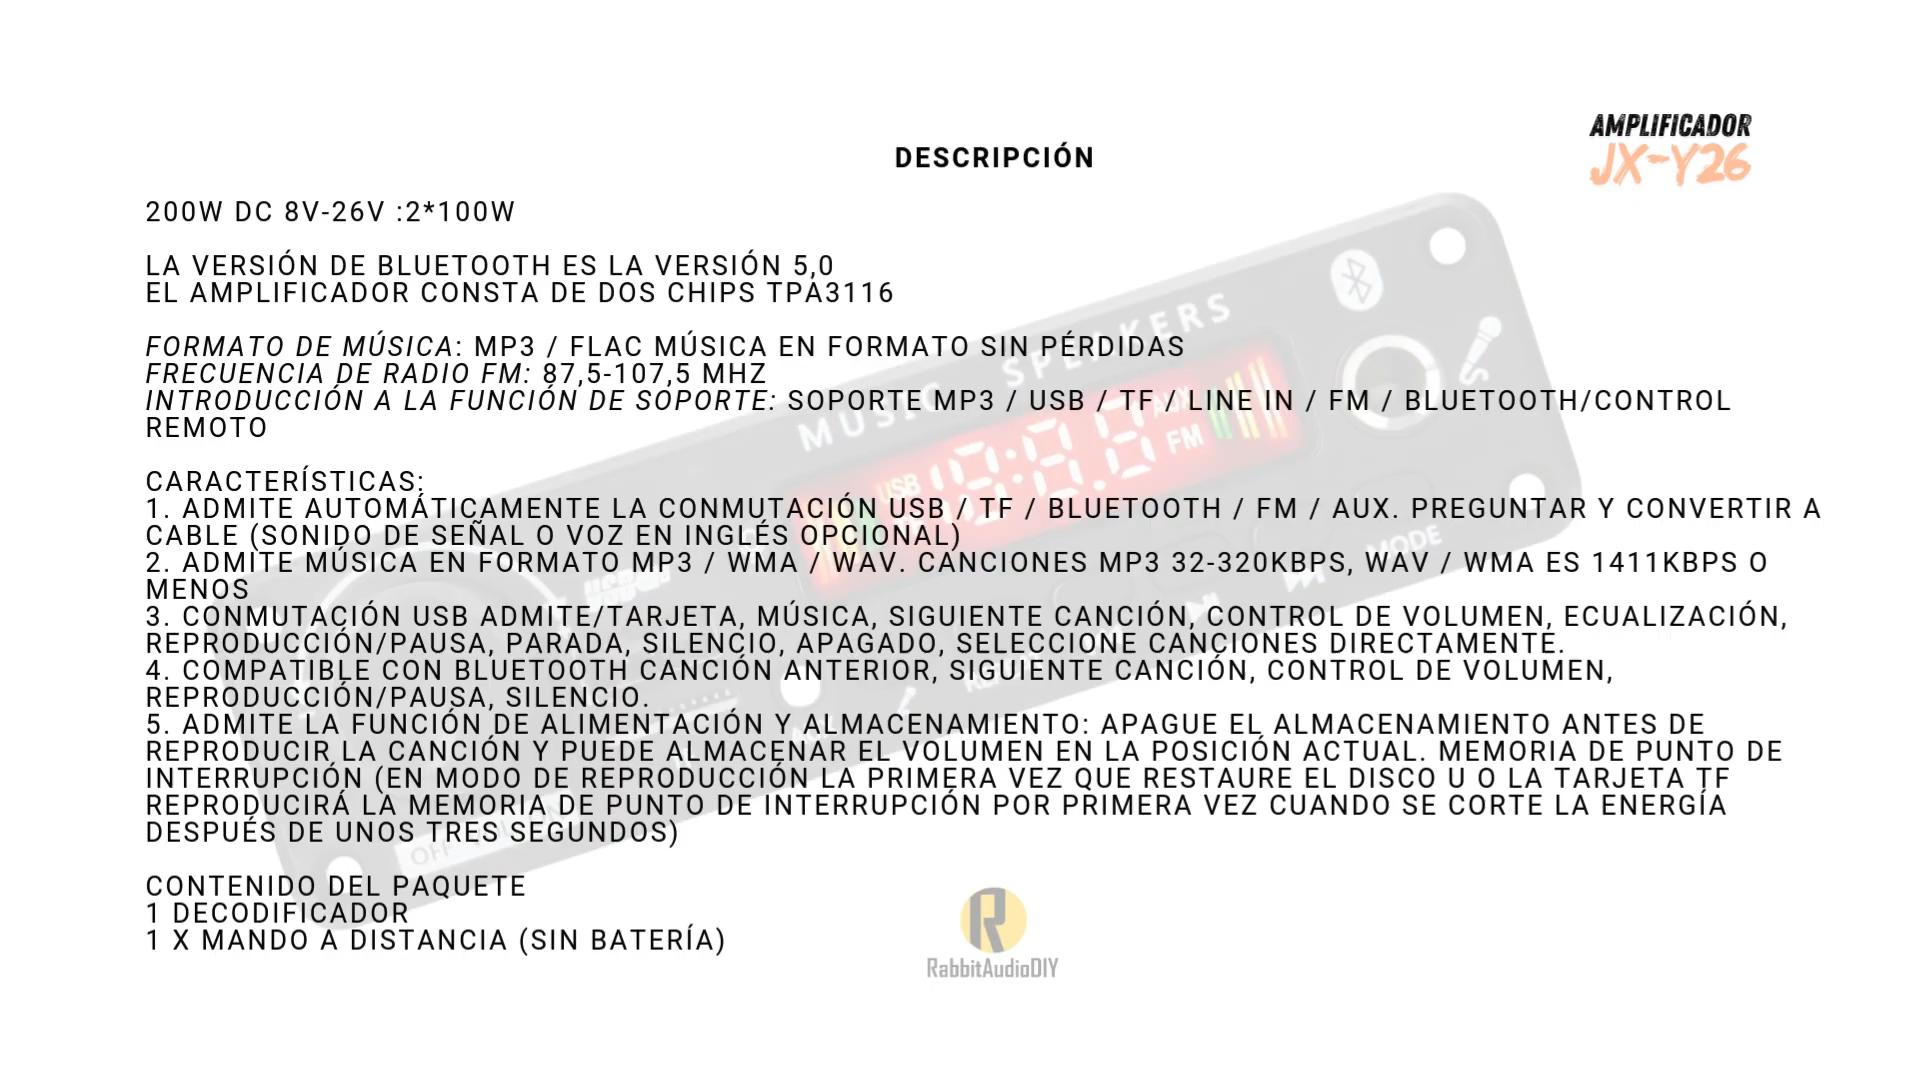 AMPLIFICADOR
JX-Y26
DESCRIPCIÓN
200W DC 8V-26V :2*100W
LA VERSIÓN DE BLUETOOTH ES LA VERSIÓN 5,0
EL AMPLIFICADOR CONSTA DE DOS CHIPS TPA3116
FORMATO DE MÚSICA: MP3 / FLAC MÚSICA EN FORMATO SIN PÉRDIDAS
FRECUENCIA DE RADIO FM: 87,5-107,5 MHZ
INTRODUCCIÓN A LA FUNCIÓN DE SOPORTE: SOPORTE MP3 / USB / TF / LINE IN / FM / BLUETOOTH/CONTROL
REMOTO
CARACTERÍSTICAS:
1. ADMITE AUTOMÁTICAMENTE LA CONMUTACIÓN USB / TF / BLUETOOTH / FM / AUX. PREGUNTAR Y CONVERTIR A
CABLE (SONIDO DE SEÑAL O VOZ EN INGLÉS OPCIONAL)
2. ADMITE MÚSICA EN FORMATO MP3 / WMA / WAV. CANCIONES MP3 32-320KBPS, WAV / WMA ES 1411KBPS O
MENOS
3. CONMUTACIÓN USB ADMITE/TARJETA, MÚSICA, SIGUIENTE CANCIÓN, CONTROL DE VOLUMEN, ECUALIZACIÓN,
REPRODUCCIÓN/PAUSA, PARADA, SILENCIO, APAGADO, SELECCIONE CANCIONES DIRECTAMENTE.
4. COMPATIBLE CON BLUETOOTH CANCIÓN ANTERIOR, SIGUIENTE CANCIÓN, CONTROL DE VOLUMEN,
REPRODUCCIÓN/PAUSA, SILENCIO.
5. ADMITE LA FUNCIÓN DE ALIMENTACIÓN Y ALMACENAMIENTO: APAGUE EL ALMACENAMIENTO ANTES DE
REPRODUCIR LA CANCIÓN Y PUEDE ALMACENAR EL VOLUMEN EN LA POSICIÓN ACTUAL. MEMORIA DE PUNTO DE
INTERRUPCIÓN (EN MODO DE REPRODUCCIÓN LA PRIMERA VEZ QUE RESTAURE EL DISCO U O LA TARJETA TF
REPRODUCIRÁ LA MEMORIA DE PUNTO DE INTERRUPCIÓN POR PRIMERA VEZ CUANDO SE CORTE LA ENERGÍA
DESPUÉS DE UNOS TRES SEGUNDOS)
CONTENIDO DEL PAQUETE
1 DECODIFICADOR
1 X MANDO A DISTANCIA (SIN BATERÍA)
MUSIC SPEAKERS
USB
AUX
FM
MODE
R
RabbitAudioDIY